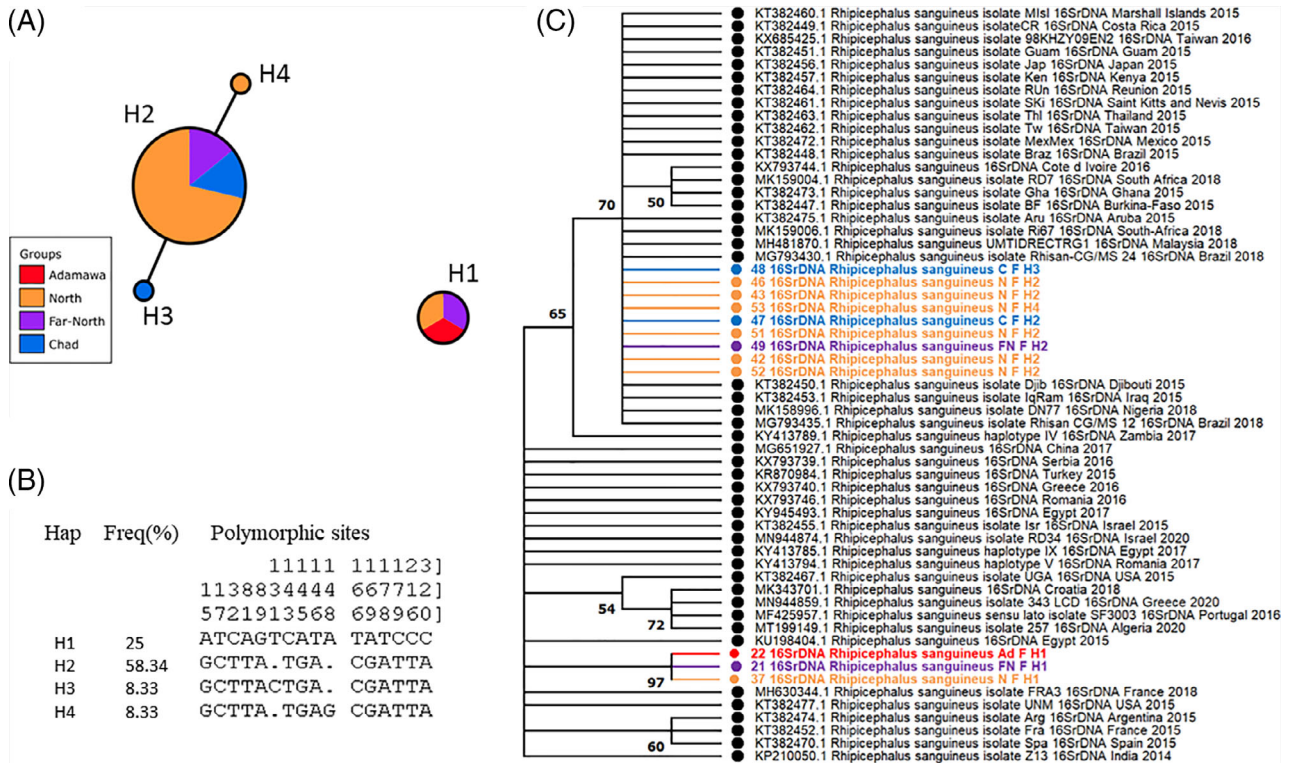 (A)
H4
H2
H3
H1
Groups
Adamawa
North
Far-North
Chad
(B)
Hap Freq(%) Polymorphic sites
11111 111123]
1138834444 667712]
5721913568 698960]
H1 25 ATCAGTCATA TATCCC
H2 58.34 GCTTA.TGA. CGATTA
H3 8.33 GCTTACTGA. CGATTA
H4 8.33 GCTTA.TGAG CGATTA
(C)
KT382460.1 Rhipicephalus sanguineus isolate MIsl 16SrDNA Marshall Islands 2015
KT382449.1 Rhipicephalus sanguineus isolateCR 16SrDNA Costa Rica 2015
KX685425.1 Rhipicephalus sanguineus isolate 98KHZY09EN2 16SrDNA Taiwan 2016
KT382451.1 Rhipicephalus sanguineus isolate Guam 16SrDNA Guam 2015
KT382456.1 Rhipicephalus sanguineus isolate Jap 16SrDNA Japan 2015
KT382457.1 Rhipicephalus sanguineus isolate Ken 16SrDNA Kenya 2015
KT382464.1 Rhipicephalus sanguineus isolate RUn 16SrDNA Reunion 2015
KT382461.1 Rhipicephalus sanguineus isolate SKi 16SrDNA Saint Kitts and Nevis 2015
KT382463.1 Rhipicephalus sanguineus isolate Thl 16SrDNA Thailand 2015
KT382462.1 Rhipicephalus sanguineus isolate Tw 16SrDNA Taiwan 2015
KT382472.1 Rhipicephalus sanguineus isolate MexMex 16SrDNA Mexico 2015
KT382448.1 Rhipicephalus sanguineus isolate Braz 16SrDNA Brazil 2015
KX793744.1 Rhipicephalus sanguineus 16SrDNA Cote d Ivoire 2016
MK159004.1 Rhipicephalus sanguineus isolate RD7 16SrDNA South Africa 2018
KT382473.1 Rhipicephalus sanguineus isolate Gha 16SrDNA Ghana 2015
KT382447.1 Rhipicephalus sanguineus isolate BF 16SrDNA Burkina-Faso 2015
KT382475.1 Rhipicephalus sanguineus isolate Aru 16SrDNA Aruba 2015
MK159006.1 Rhipicephalus sanguineus isolate Ri67 16SrDNA South-Africa 2018
MH481870.1 Rhipicephalus sanguineus isolate UMTIDRECTRG1 16SrDNA Malaysia 2018
MG793430.1 Rhipicephalus sanguineus isolate Rhisan-CG/MS 24 16SrDNA Brazil 2018
48 16SrDNA Rhipicephalus sanguineus C F H3
46 16SrDNA Rhipicephalus sanguineus N F H2
43 16SrDNA Rhipicephalus sanguineus N F H2
53 16SrDNA Rhipicephalus sanguineus N F H4
47 16SrDNA Rhipicephalus sanguineus C F H2
51 16SrDNA Rhipicephalus sanguineus N F H2
49 16SrDNA Rhipicephalus sanguineus FN F H2
42 16SrDNA Rhipicephalus sanguineus N F H2
52 16SrDNA Rhipicephalus sanguineus N F H2
KT382450.1 Rhipicephalus sanguineus isolate Djib 16SrDNA Djibouti 2015
KT382453.1 Rhipicephalus sanguineus isolate IqRam 16SrDNA Iraq 2015
MK158996.1 Rhipicephalus sanguineus isolate DN77 16SrDNA Nigeria 2018
MG793435.1 Rhipicephalus sanguineus isolate Rhisan CG/MS 12 16SrDNA Brazil 2018
KY413789.1 Rhipicephalus sanguineus haplotype IV 16SrDNA Zambia 2017
MG651927.1 Rhipicephalus sanguineus 16SrDNA China 2017
KX793739.1 Rhipicephalus sanguineus 16SrDNA Serbia 2016
KR870984.1 Rhipicephalus sanguineus 16SrDNA Turkey 2015
KX793740.1 Rhipicephalus sanguineus 16SrDNA Greece 2016
KX793746.1 Rhipicephalus sanguineus 16SrDNA Romania 2016
KY945493.1 Rhipicephalus sanguineus 16SrDNA Egypt 2017
KT382455.1 Rhipicephalus sanguineus isolate Isr 16SrDNA Israel 2015
MN944874.1 Rhipicephalus sanguineus isolate RD34 16SrDNA Israel 2020
KY413785.1 Rhipicephalus sanguineus haplotype IX 16SrDNA Egypt 2017
KY413794.1 Rhipicephalus sanguineus haplotype V 16SrDNA Romania 2017
KT382467.1 Rhipicephalus sanguineus isolate UGA 16SrDNA USA 2015
MK343701.1 Rhipicephalus sanguineus 16SrDNA Croatia 2018
MN944859.1 Rhipicephalus sanguineus isolate 343 LCD 16SrDNA Greece 2020
MF425957.1 Rhipicephalus sanguineus sensu lato isolate SF3003 16SrDNA Portugal 2016
MT199149.1 Rhipicephalus sanguineus isolate 257 16SrDNA Algeria 2020
KU198404.1 Rhipicephalus sanguineus 16SrDNA Egypt 2015
22 16SrDNA Rhipicephalus sanguineus Ad F H1
21 16SrDNA Rhipicephalus sanguineus FN F H1
37 16SrDNA Rhipicephalus sanguineus N F H1
MH630344.1 Rhipicephalus sanguineus isolate FRA3 16SrDNA France 2018
KT382477.1 Rhipicephalus sanguineus isolate UNM 16SrDNA USA 2015
KT382474.1 Rhipicephalus sanguineus isolate Arg 16SrDNA Argentina 2015
KT382452.1 Rhipicephalus sanguineus isolate Fra 16SrDNA France 2015
KT382470.1 Rhipicephalus sanguineus isolate Spa 16SrDNA Spain 2015
KP210050.1 Rhipicephalus sanguineus isolate Z13 16SrDNA India 2014
70
50
65
54
72
97
60